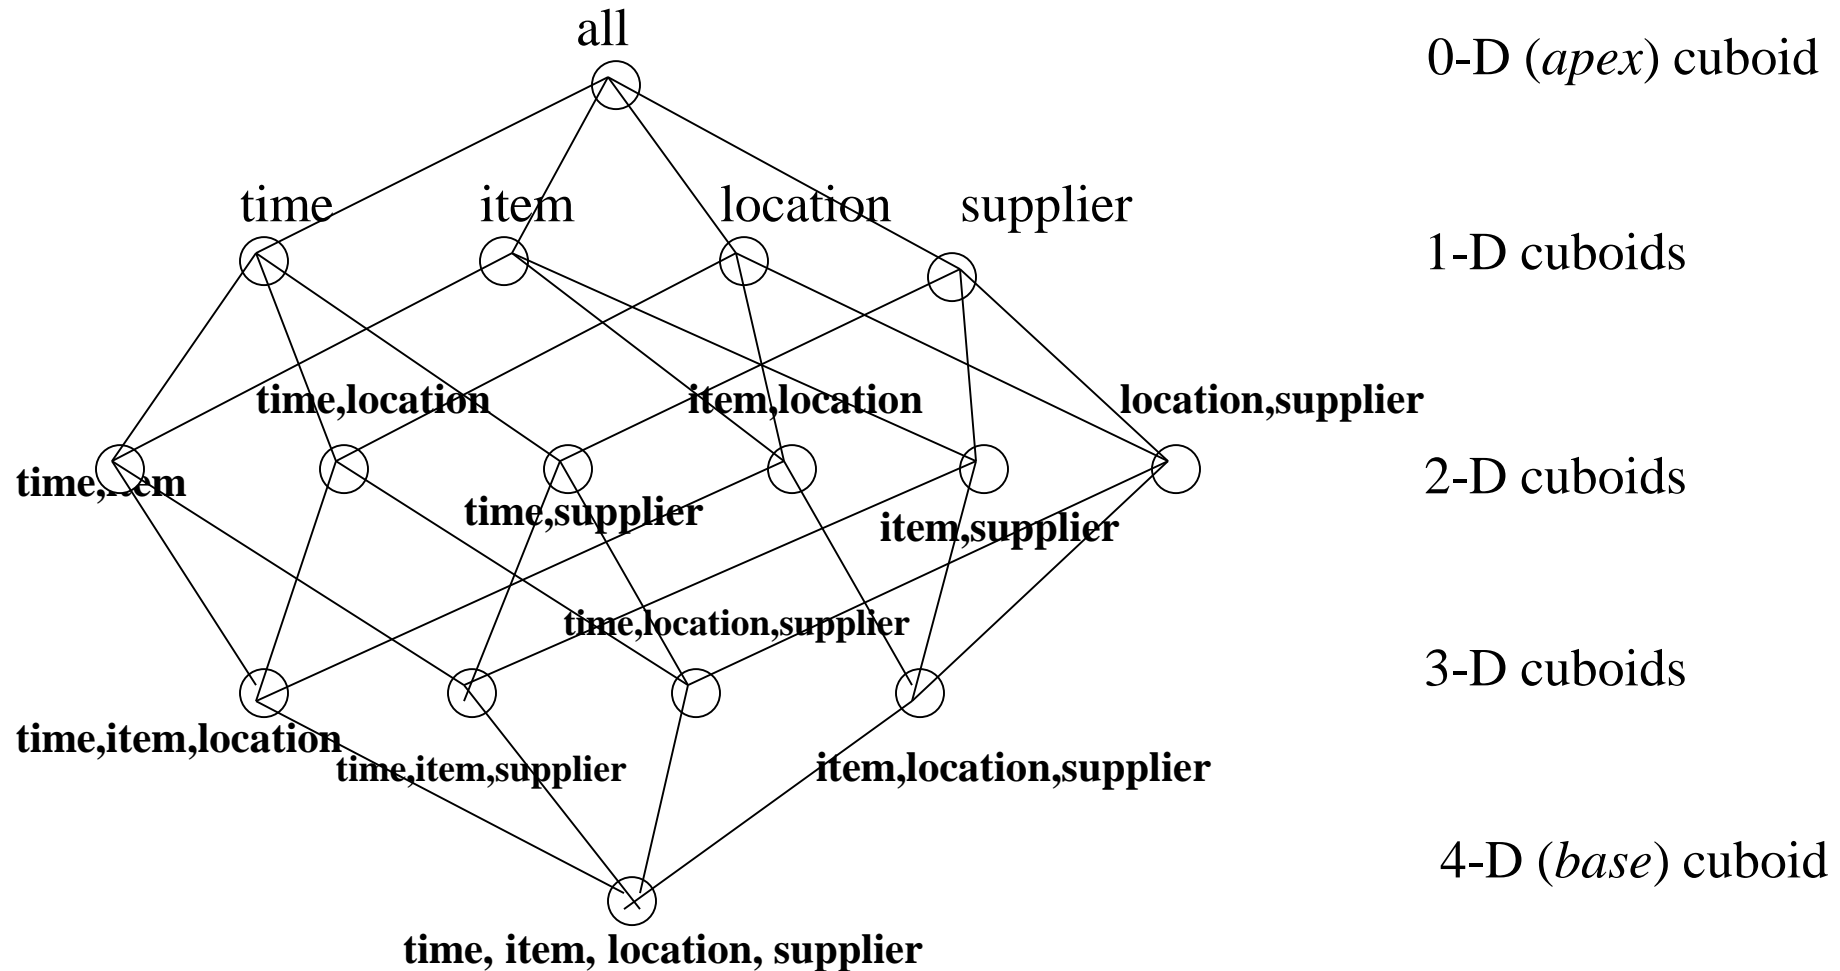 all
0-D (apex) cuboid
time
item
location
supplier
1-D cuboids
time,location
item,location
location,supplier
time,item
2-D cuboids
time,supplier
item,supplier
time,location,supplier
3-D cuboids
time,item,location
time,item,supplier
item,location,supplier
4-D (base) cuboid
time, item, location, supplier